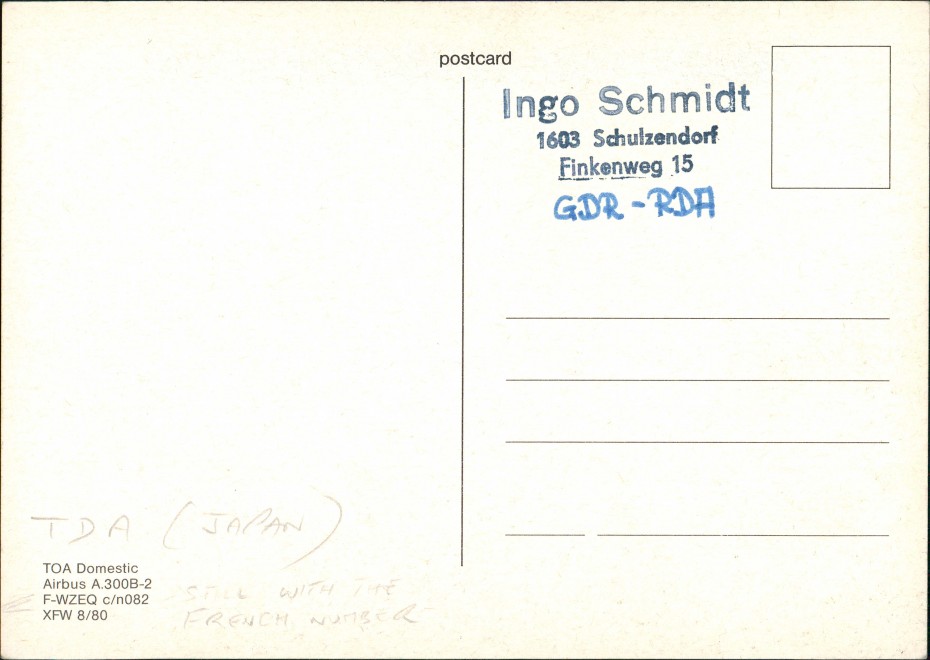 postcard
Ingo Schmidt
1603 Schulzendorf
Finkenweg 15
GDR - RDA
TDA (JAPAN)
TOA Domestic
Airbus A.300B-2
F-WZEQ c/n082
XFW 8/80
STILL WITH THE
FRENCH NUMBER